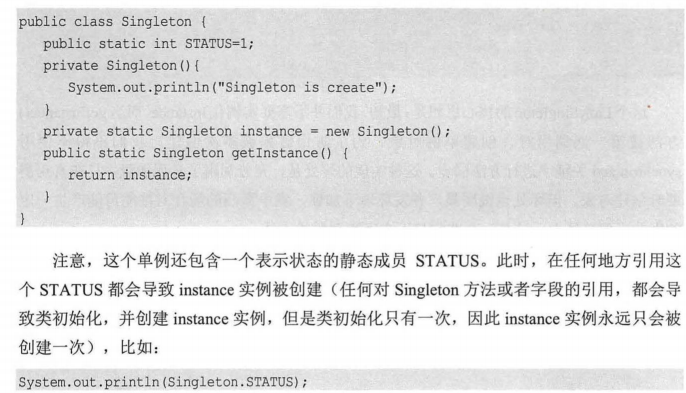 public class Singleton {
public static int STATUS=1;
private Singleton(){
System.out.println("Singleton is create");
}
private static Singleton instance = new Singleton();
public static Singleton getInstance() {
return instance;
}
}
注意，这个单例还包含一个表示状态的静态成员 STATUS。此时，在任何地方引用这
个 STATUS 都会导致 instance 实例被创建（任何对 Singleton 方法或者字段的引用，都会导
致类初始化，并创建 instance 实例，但是类初始化只有一次，因此 instance 实例永远只会被
创建一次），比如：
System.out.println(Singleton.STATUS);